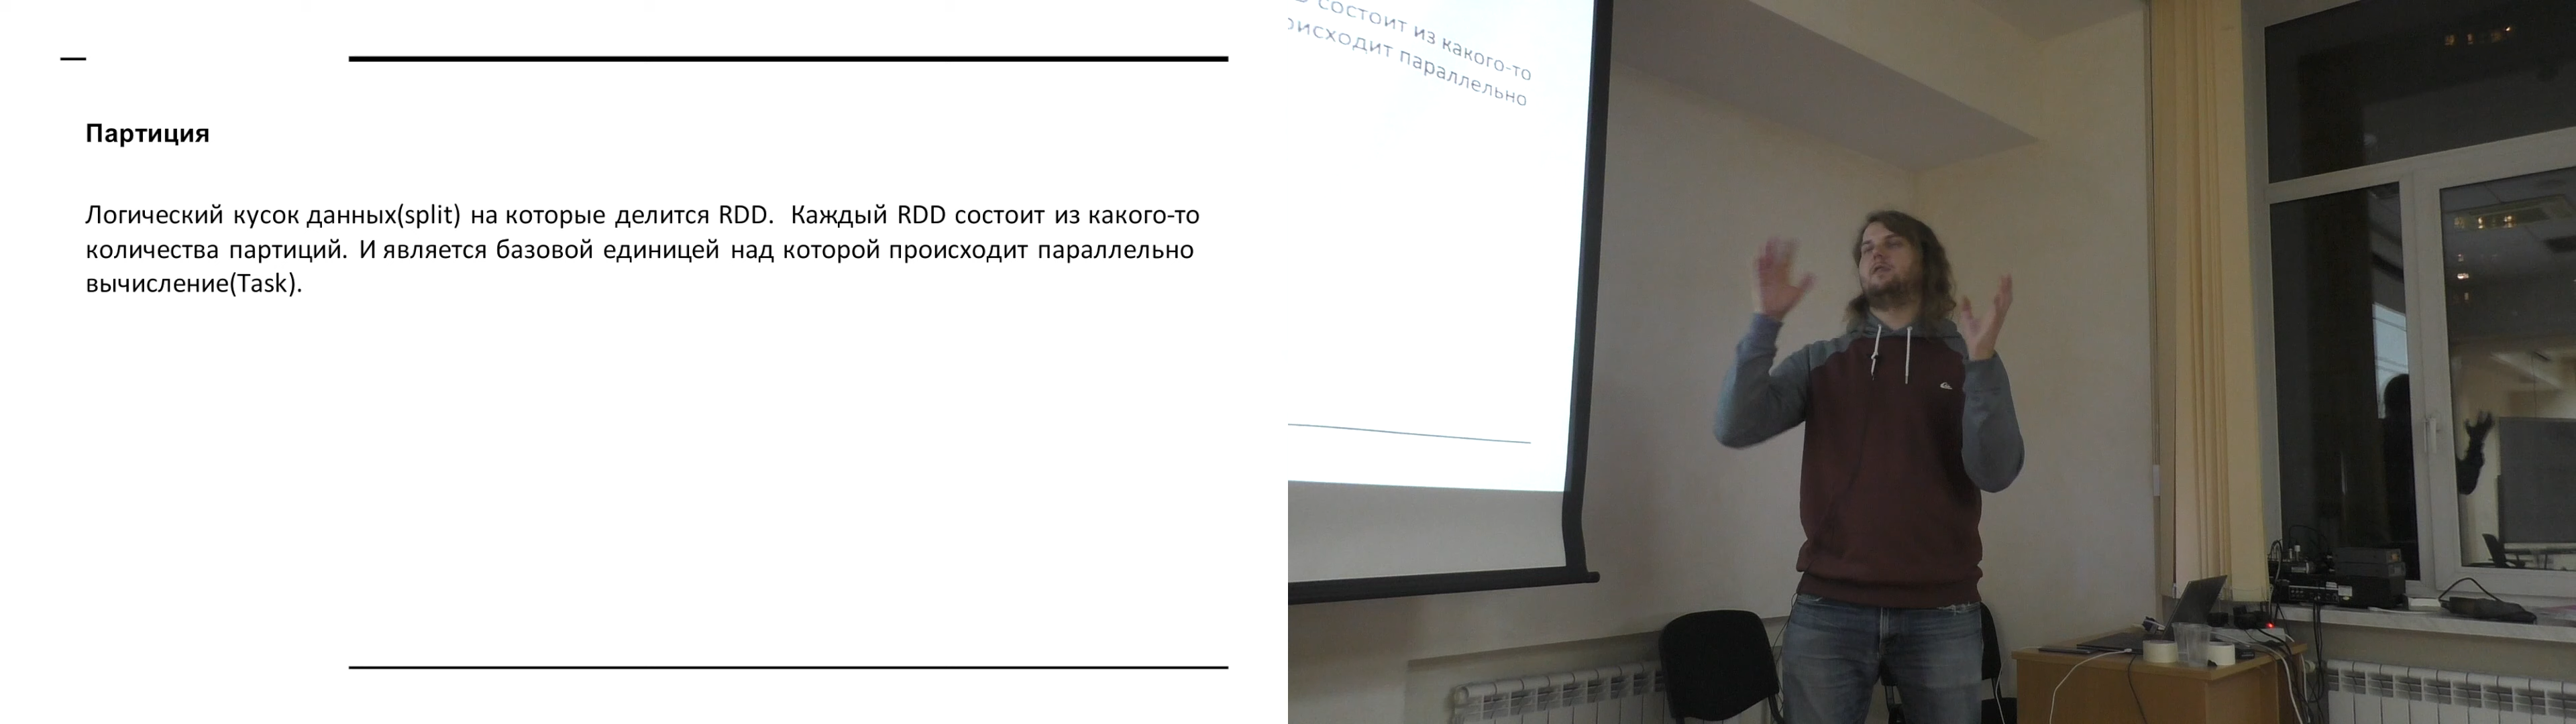 Партиция
Логический кусок данных(split) на которые делится RDD. Каждый RDD состоит из какого-то
количества партиций. И является базовой единицей над которой происходит параллельно
вычисление(Task).
состоит из какого-то
происходит параллельно